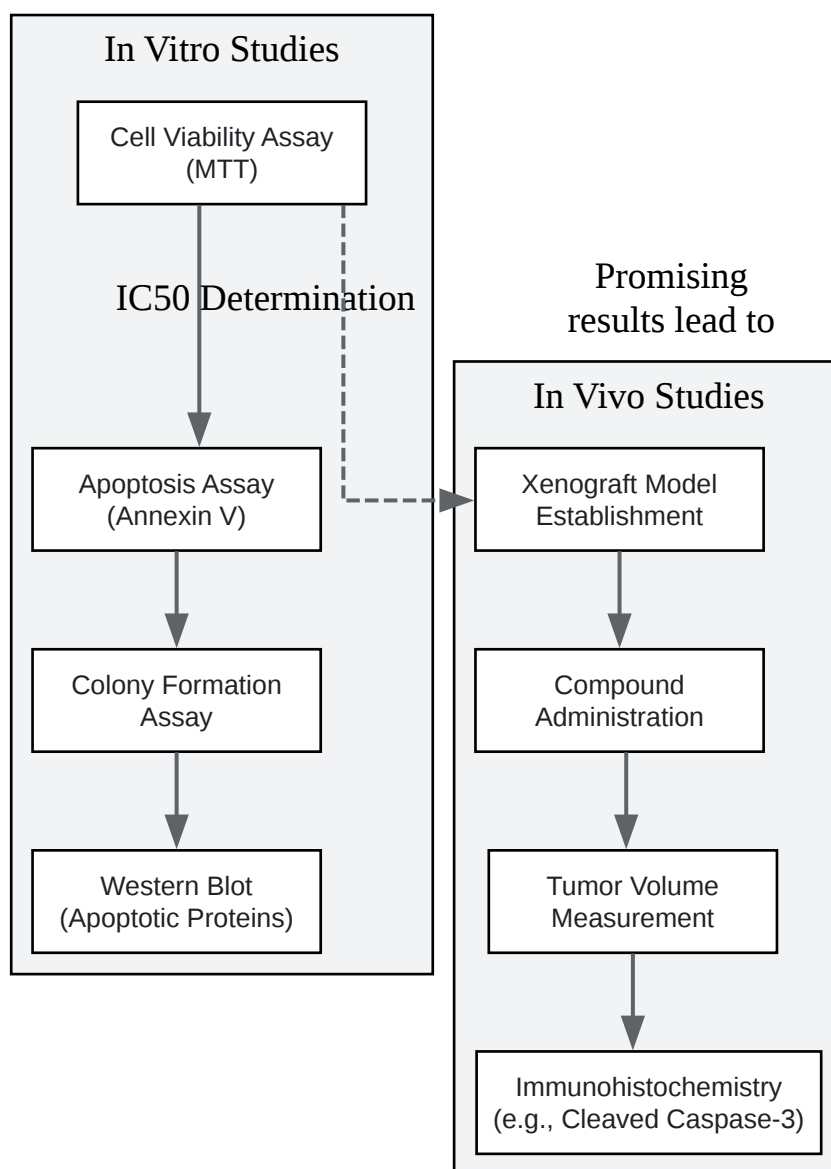 In Vitro Studies
Cell Viability Assay
(MTT)
IC50 Determination
Apoptosis Assay
(Annexin V)
Colony Formation
Assay
Western Blot
(Apoptotic Proteins)
Promising
results lead to
In Vivo Studies
Xenograft Model
Establishment
Compound
Administration
Tumor Volume
Measurement
Immunohistochemistry
(e.g., Cleaved Caspase-3)